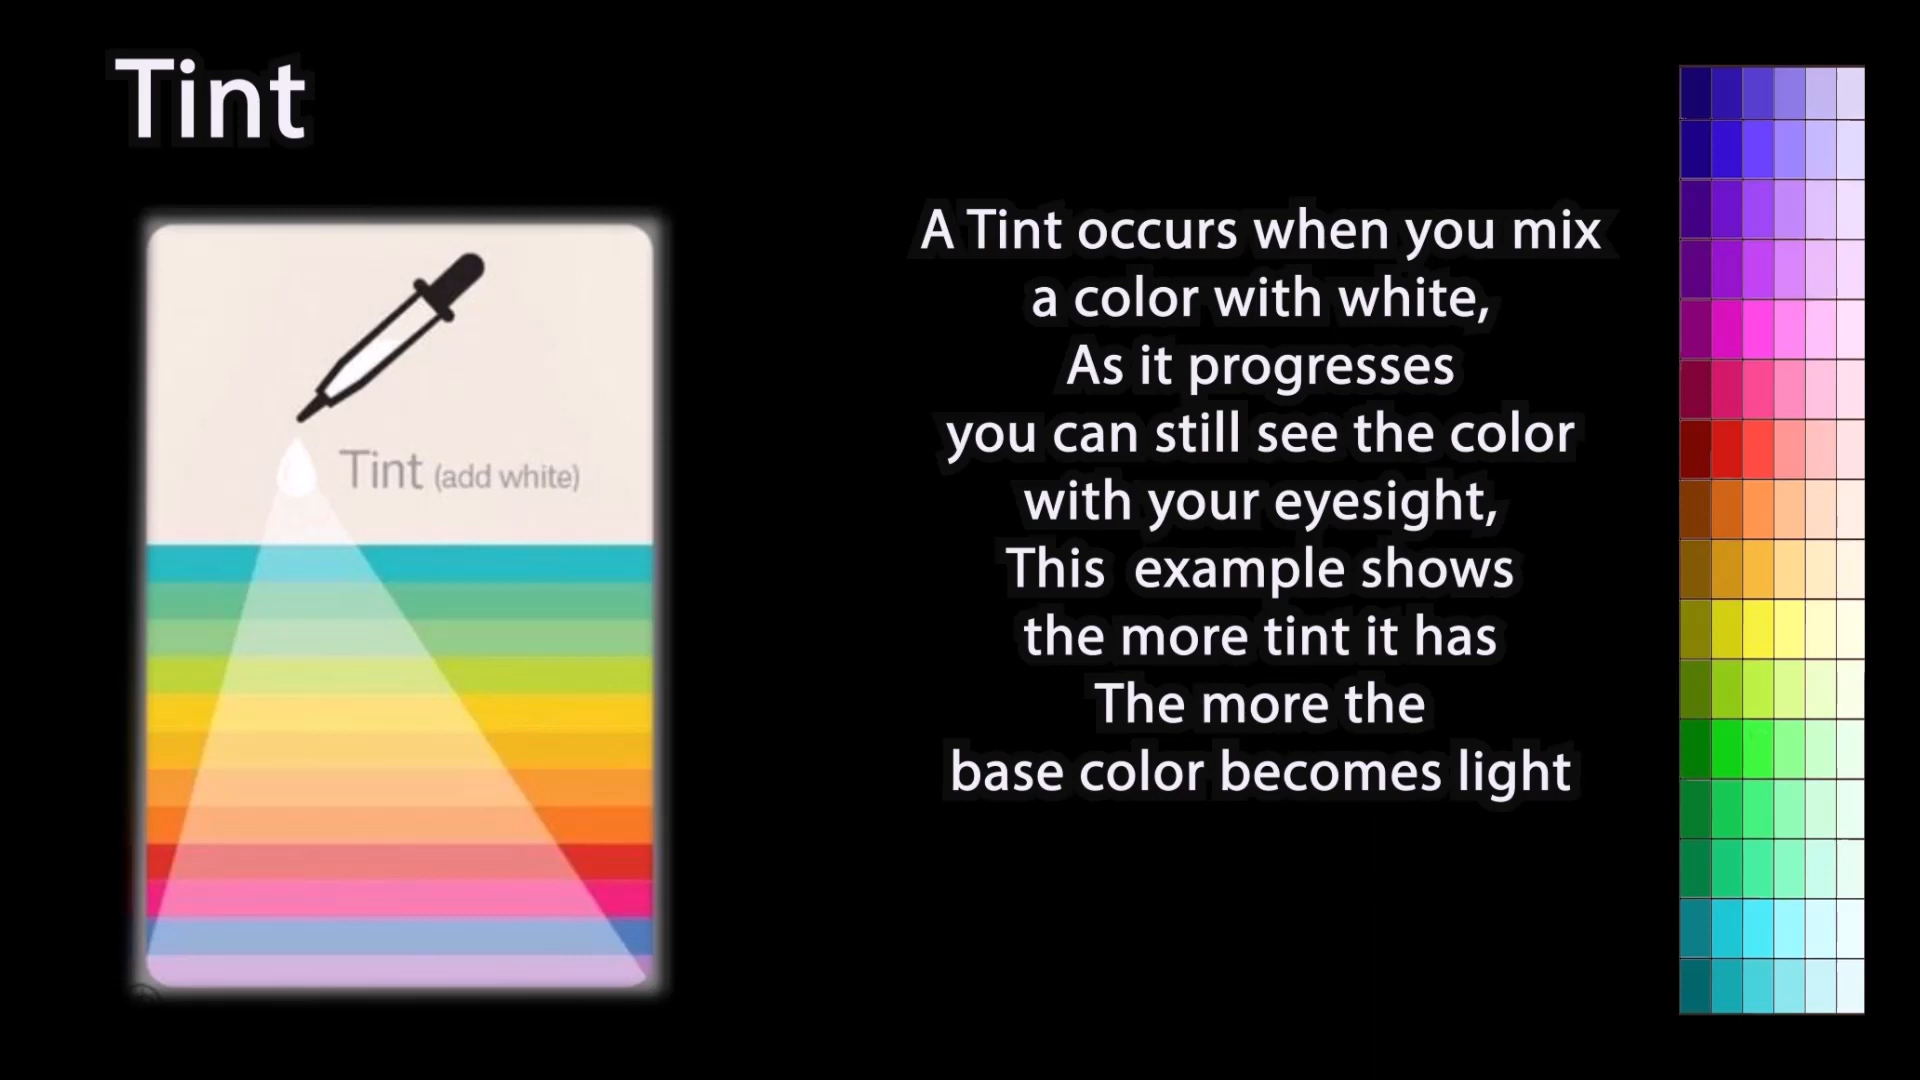 Tint
Tint (add white)
A Tint occurs when you mix
a color with white,
As it progresses
you can still see the color
with your eyesight,
This  example shows
the more tint it has
The more the
base color becomes light